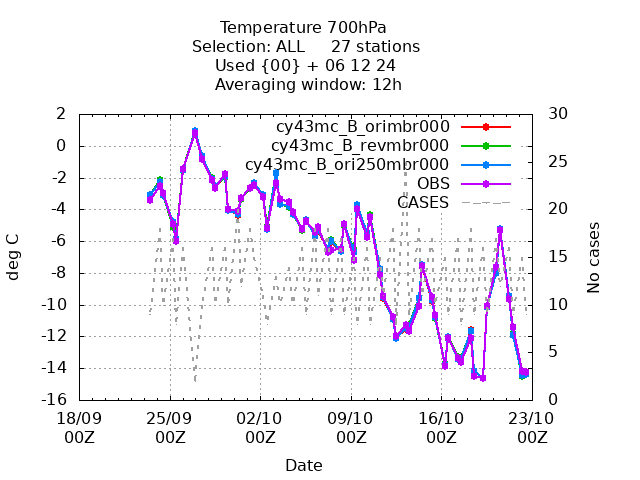 Temperature 700hPa
Selection: ALL     27 stations
Used {00} + 06 12 24
Averaging window: 12h
cy43mc_B_orimbr000
cy43mc_B_revmbr000
cy43mc_B_ori250mbr000
OBS
CASES
2
0
-2
-4
-6
-8
-10
-12
-14
-16
deg C
30
25
20
15
10
5
0
No cases
18/09 25/09 02/10 09/10 16/10 23/10
00Z 00Z 00Z 00Z 00Z 00Z
Date